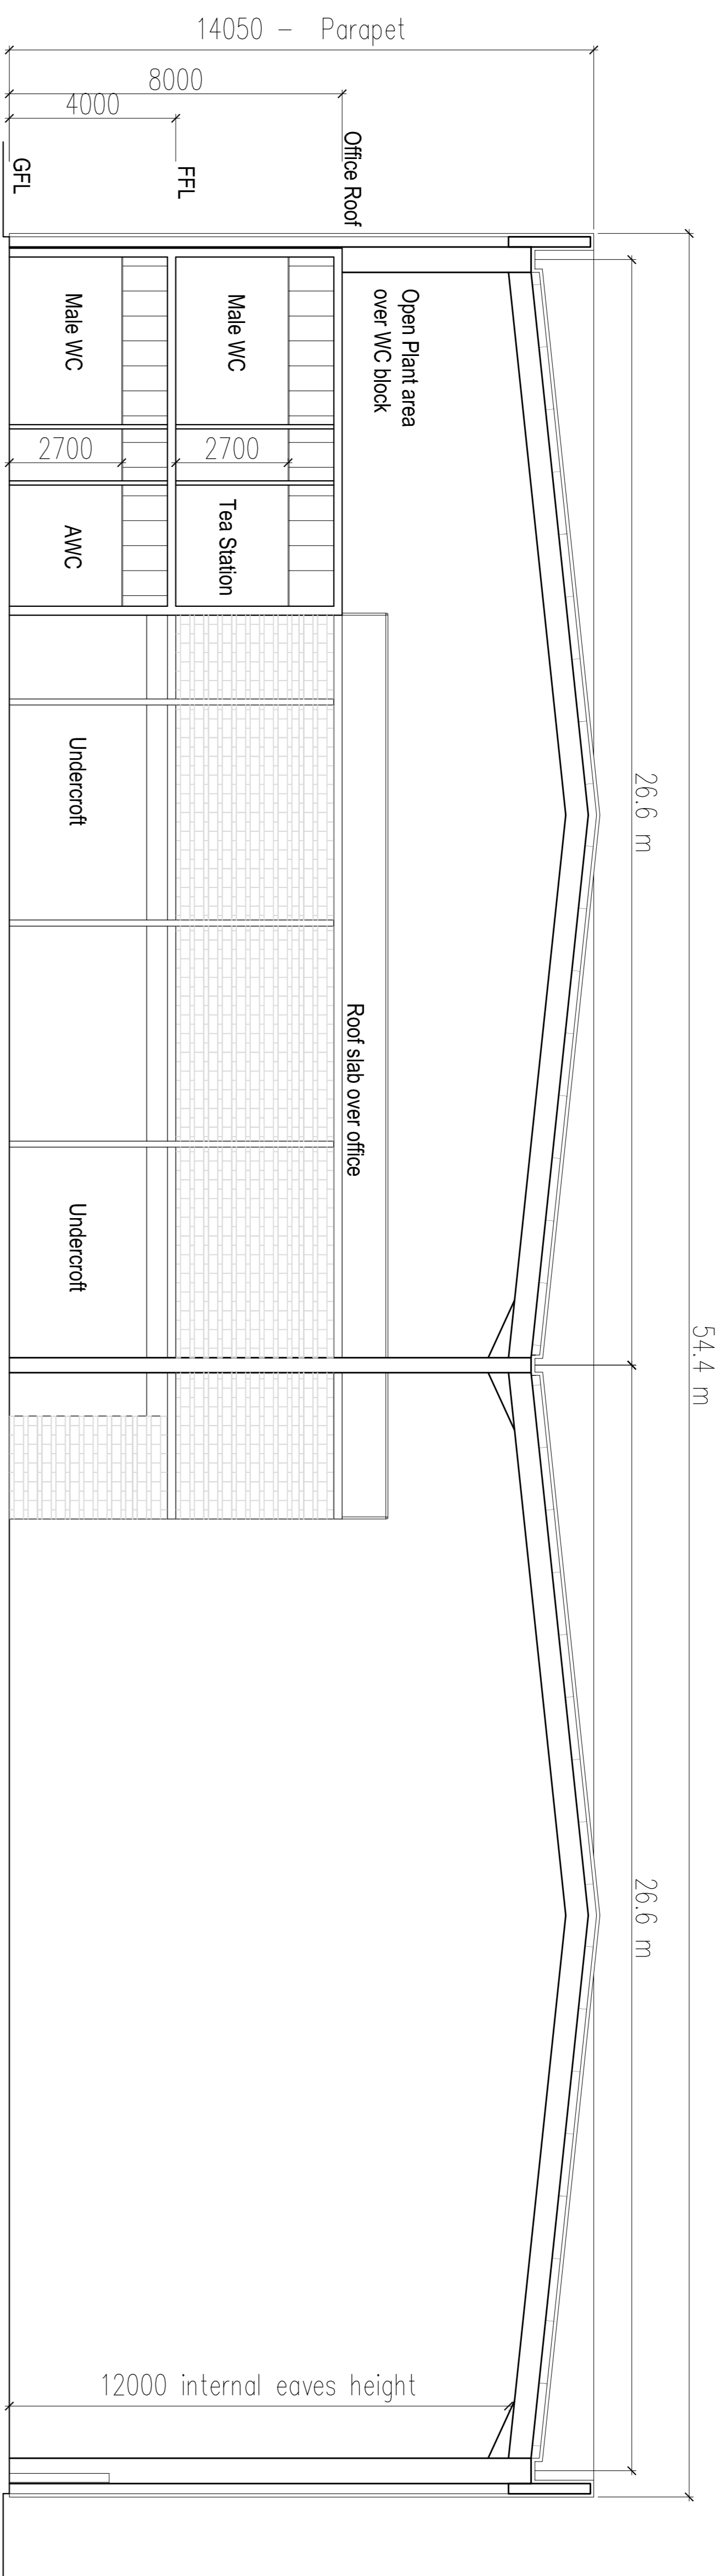 54.4 m
26.6 m
26.6 m
14050 - Parapet
8000
4000
Office Roof
FFL
GFL
Open Plant area
over WC block
Roof slab over office
12000 internal eaves height
Male WC
2700
Tea Station
Male WC
2700
AWC
Undercroft
Undercroft